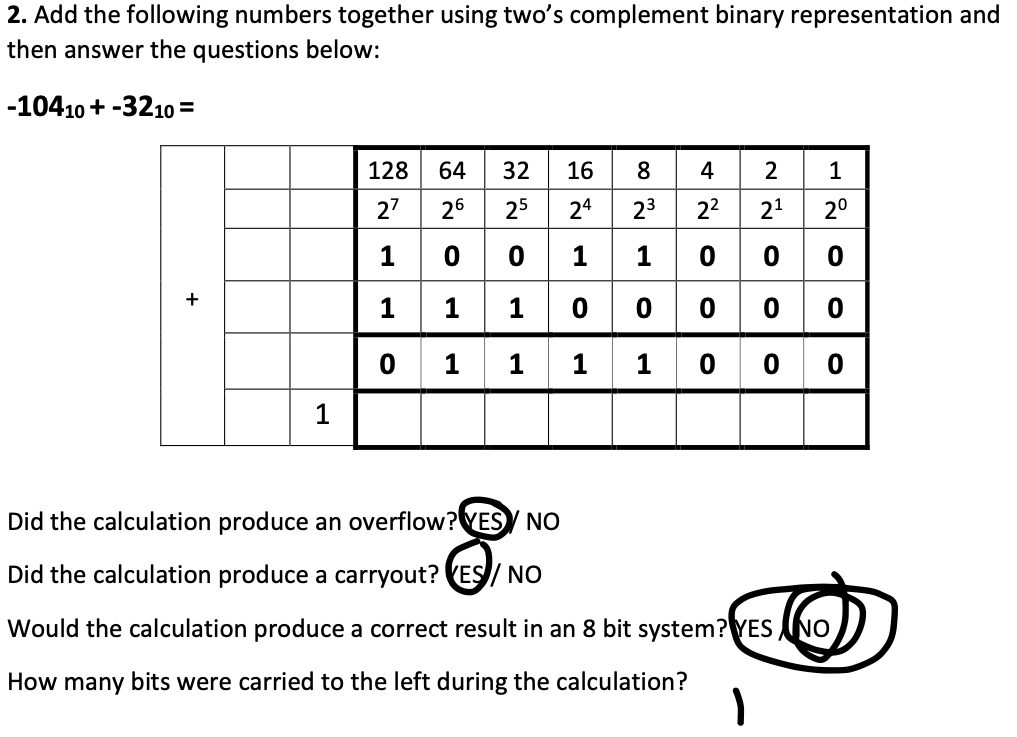 2. Add the following numbers together using two’s complement binary representation and
then answer the questions below:
-104₁₀ + -32₁₀ =
128 64 32 16 8 4 2 1
2⁷ 2⁶ 2⁵ 2⁴ 2³ 2² 2¹ 2⁰
1 0 0 1 1 0 0 0
+ 1 1 1 0 0 0 0 0
0 1 1 1 1 0 0 0
1
Did the calculation produce an overflow? YES / NO
Did the calculation produce a carryout? YES / NO
Would the calculation produce a correct result in an 8 bit system? YES / NO
How many bits were carried to the left during the calculation?
1